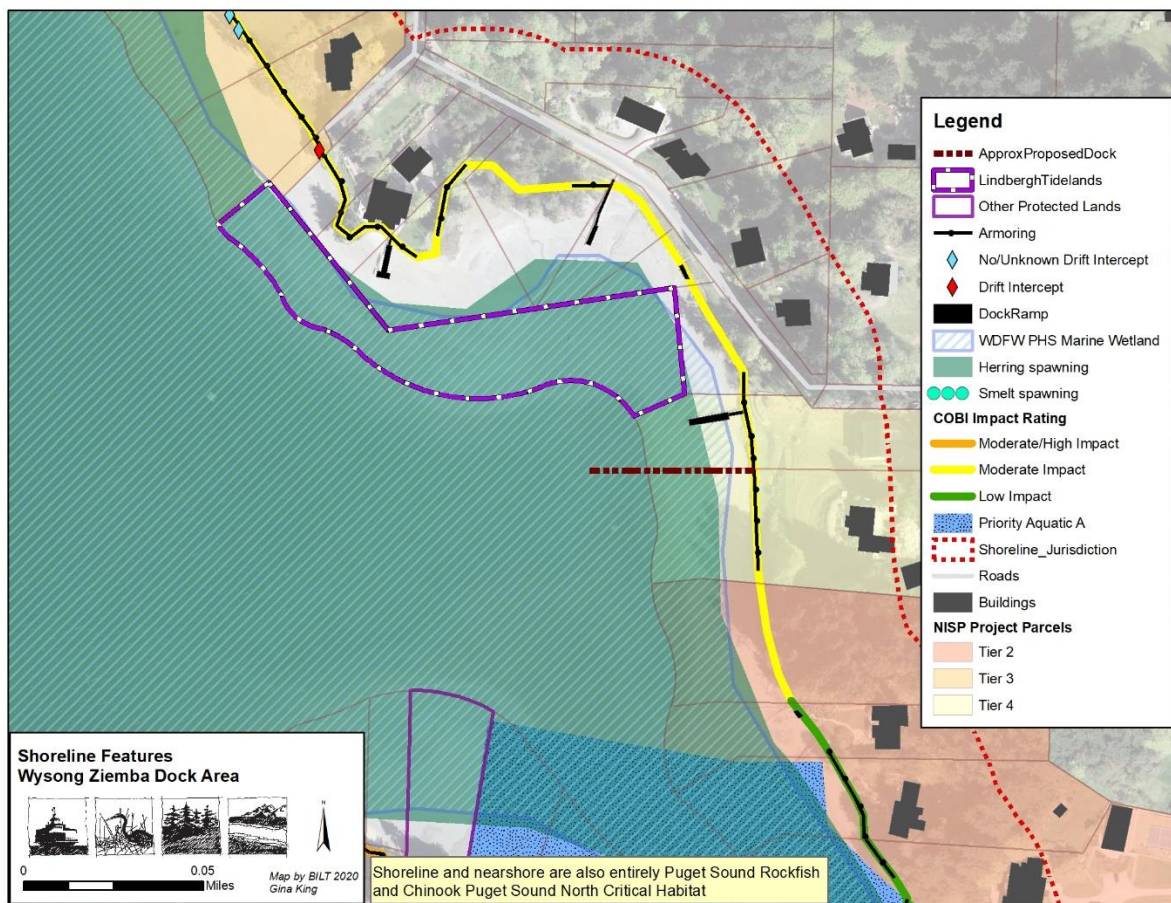 Legend
ApproxProposedDock
LindberghTidelands
Other Protected Lands
Armoring
No/Unknown Drift Intercept
Drift Intercept
DockRamp
WDFW PHS Marine Wetland
Herring spawning
Smelt spawning
COBI Impact Rating
Moderate/High Impact
Moderate Impact
Low Impact
Priority Aquatic A
Shoreline_Jurisdiction
Roads
Buildings
NISP Project Parcels
Tier 2
Tier 3
Tier 4
Shoreline Features
Wysong Ziemba Dock Area
N
0 0.05
Miles
Map by BILT 2020
Gina King
Shoreline and nearshore are also entirely Puget Sound Rockfish
and Chinook Puget Sound North Critical Habitat